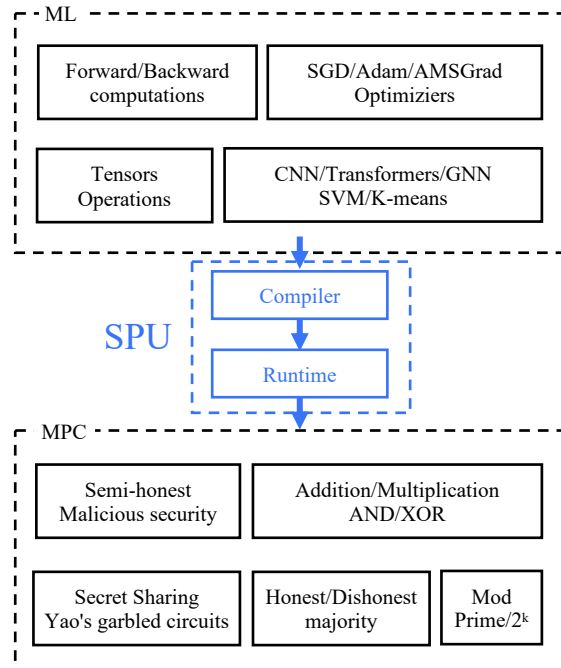 ML
Forward/Backward
computations
SGD/Adam/AMSGrad
Optimiziers
Tensors
Operations
CNN/Transformers/GNN
SVM/K-means
SPU
Compiler
Runtime
MPC
Semi-honest
Malicious security
Addition/Multiplication
AND/XOR
Secret Sharing
Yao's garbled circuits
Honest/Dishonest
majority
Mod
Prime/2ᵏ